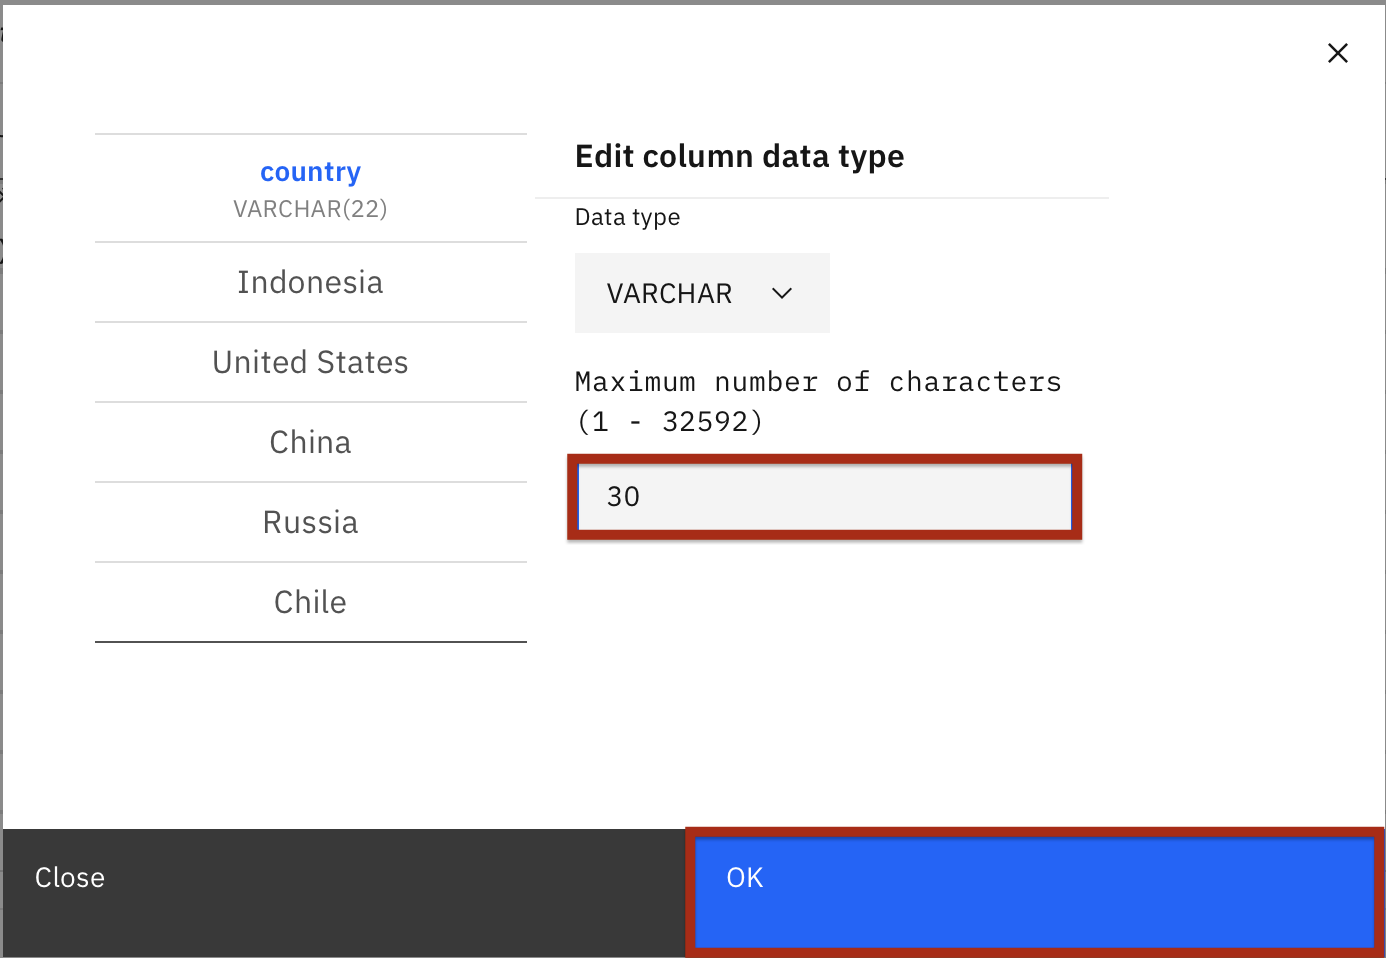 country
VARCHAR(22)
Indonesia
United States
China
Russia
Chile
Edit column data type
Data type
VARCHAR
Maximum number of characters
(1 - 32592)
30
Close
OK